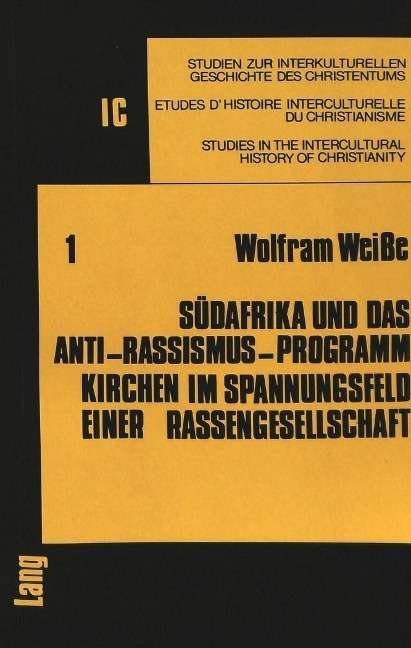 STUDIEN ZUR INTERKULTURELLEN
GESCHICHTE DES CHRISTENTUMS
IC
ETUDES D'HISTOIRE INTERCULTURELLE
DU CHRISTIANISME
STUDIES IN THE INTERCULTURAL
HISTORY OF CHRISTIANITY
1
Wolfram Weiße
SÜDAFRIKA UND DAS
ANTI–RASSISMUS–PROGRAMM
KIRCHEN IM SPANNUNGSFELD
EINER RASSENGESELLSCHAFT
Lang